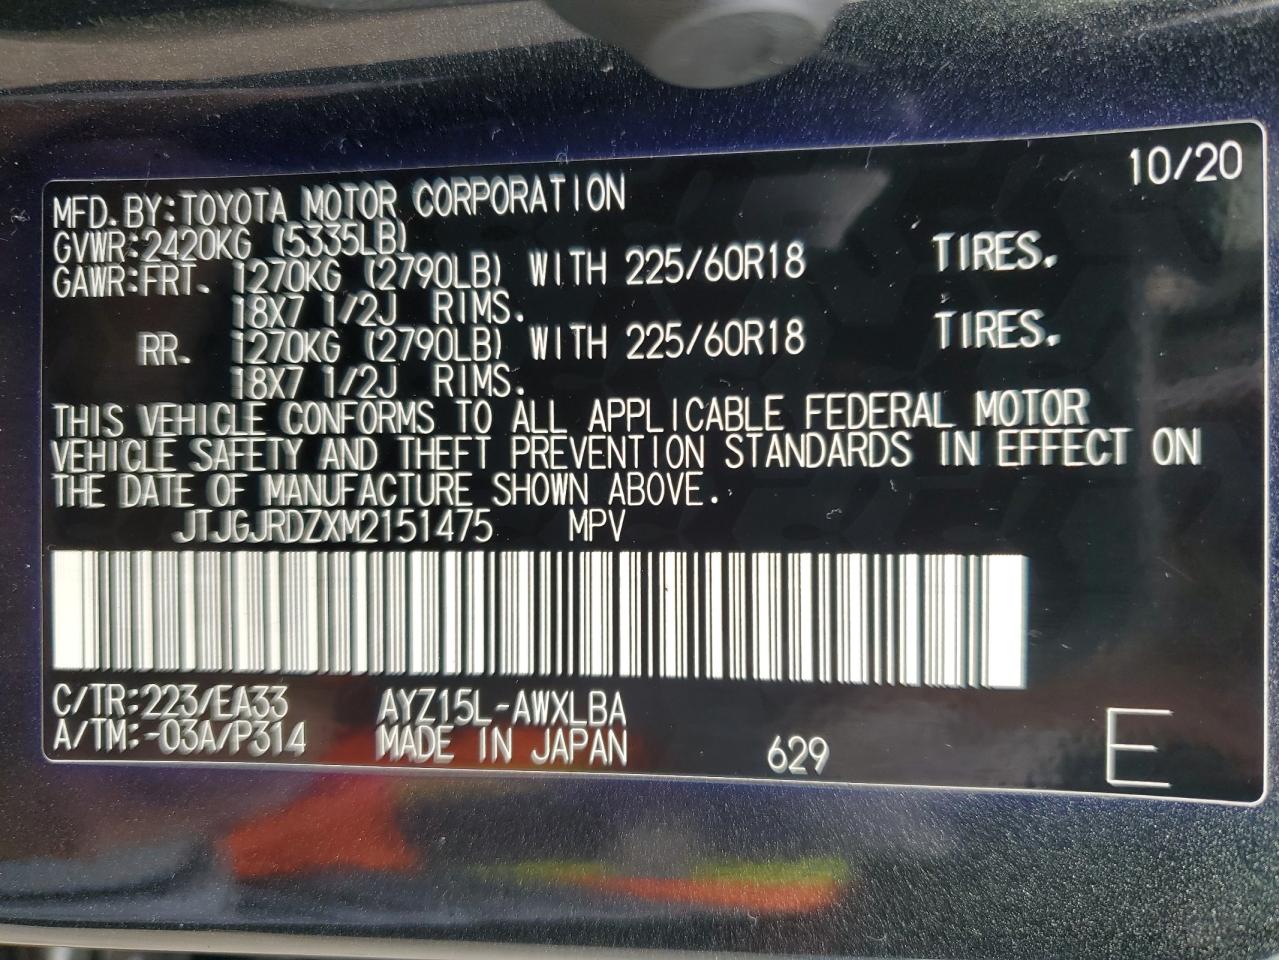 10/20
MFD.BY:TOYOTA MOTOR CORPORATION
GVWR:2420KG (5335LB)
GAWR:FRT. 1270KG (2790LB) WITH 225/60R18 TIRES.
18X7 1/2J RIMS.
RR. 1270KG (2790LB) WITH 225/60R18 TIRES.
18X7 1/2J RIMS.
THIS VEHICLE CONFORMS TO ALL APPLICABLE FEDERAL MOTOR
VEHICLE SAFETY AND THEFT PREVENTION STANDARDS IN EFFECT ON
THE DATE OF MANUFACTURE SHOWN ABOVE.
JTJGJRDZXM2151475 MPV
C/TR:223/EA33 AYZ15L-AWXLBA
A/TM:-03A/P314 MADE IN JAPAN 629 E